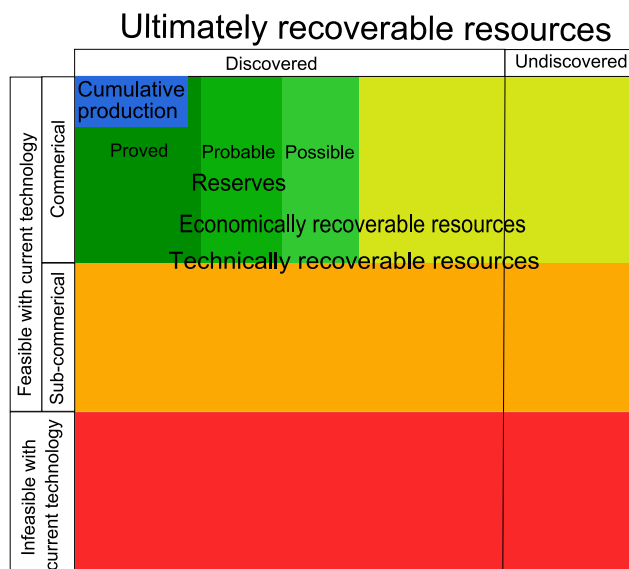 Ultimately recoverable resources
Discovered
Undiscovered
Feasible with current technology
Commerical
Cumulative
production
Proved
Probable
Possible
Reserves
Economically recoverable resources
Technically recoverable resources
Sub-commerical
Infeasible with
current technology